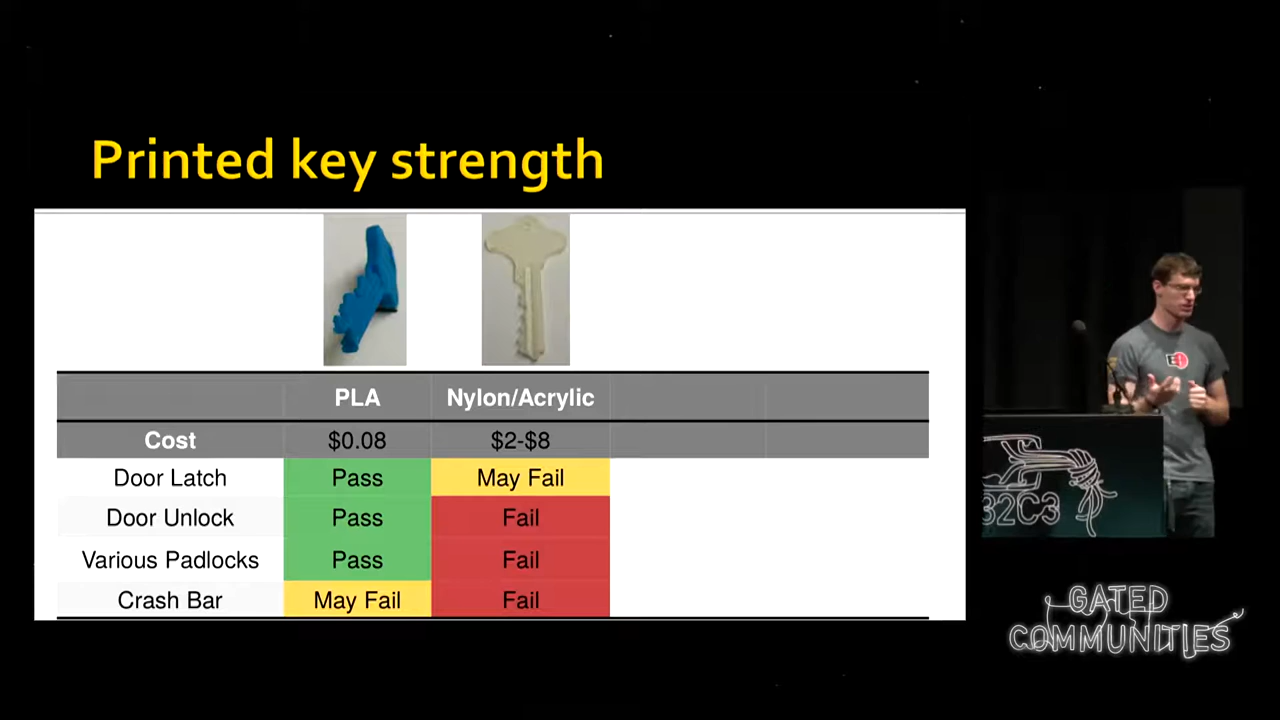 Printed key strength
PLA Nylon/Acrylic
Cost $0.08 $2-$8
Door Latch Pass May Fail
Door Unlock Pass Fail
Various Padlocks Pass Fail
Crash Bar May Fail Fail
32C3
GATED
COMMUNITIES